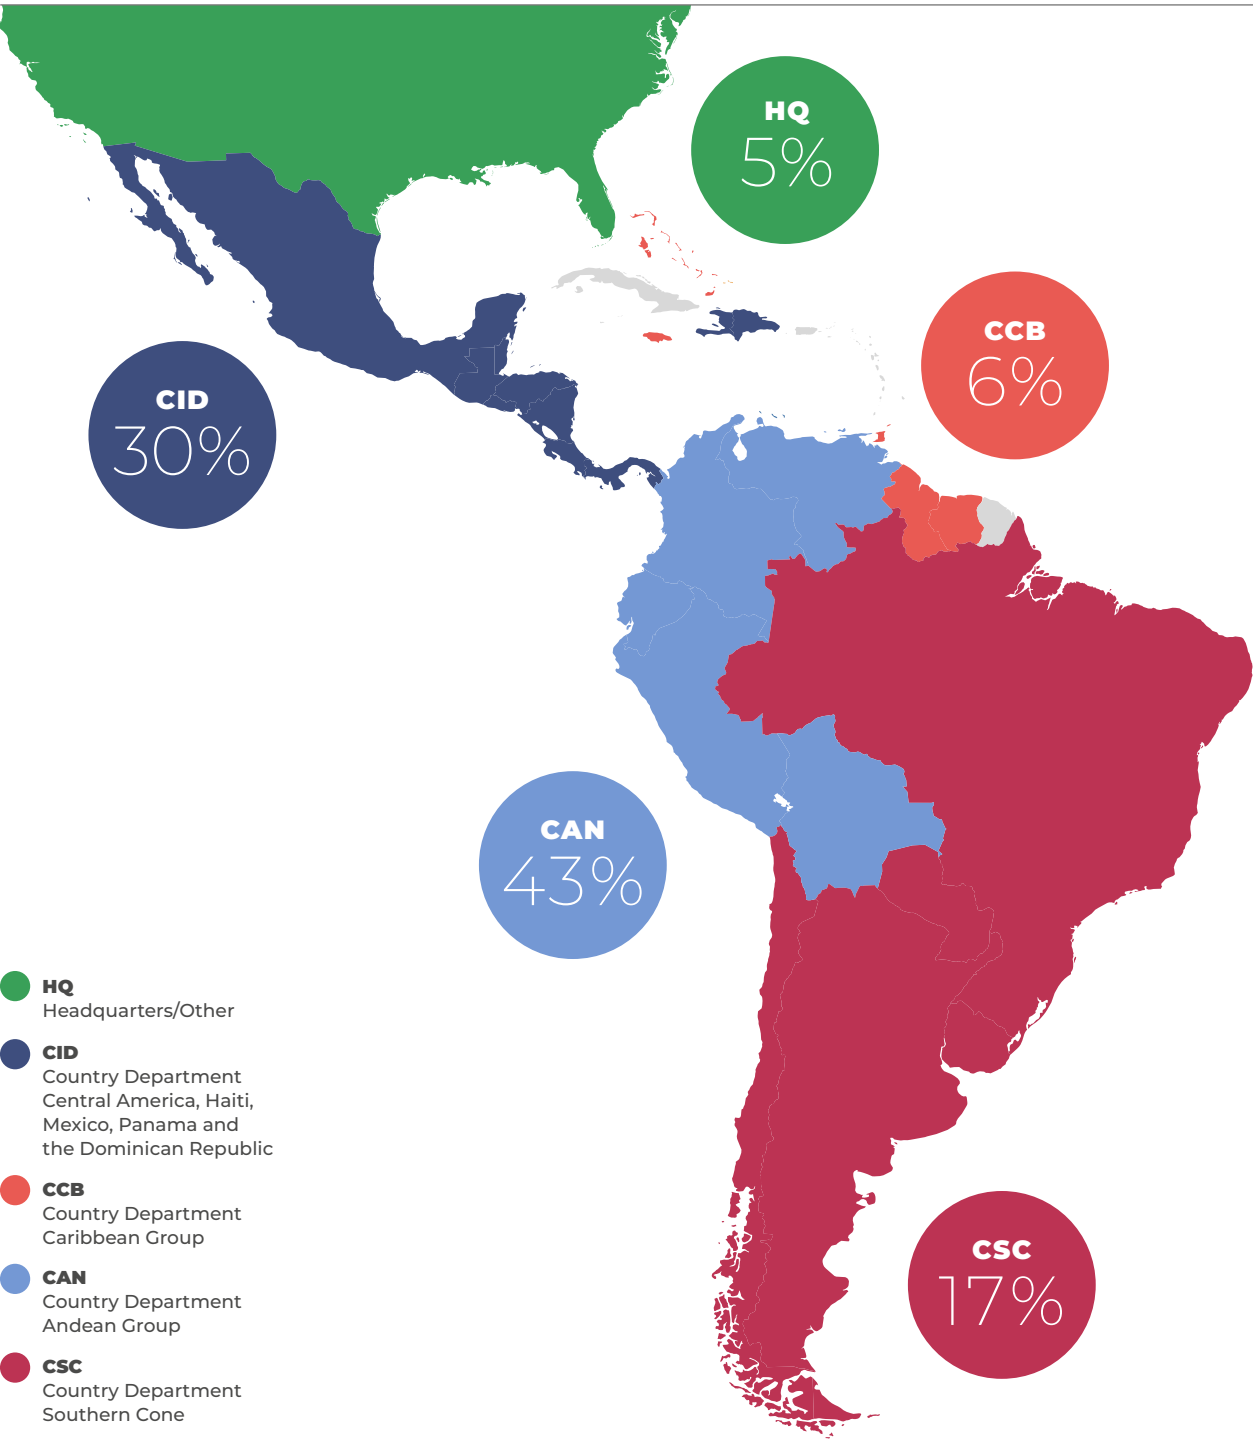 HQ
5%
CCB
6%
CID
30%
CAN
43%
CSC
17%
HQ
Headquarters/Other
CID
Country Department
Central America, Haiti,
Mexico, Panama and
the Dominican Republic
CCB
Country Department
Caribbean Group
CAN
Country Department
Andean Group
CSC
Country Department
Southern Cone